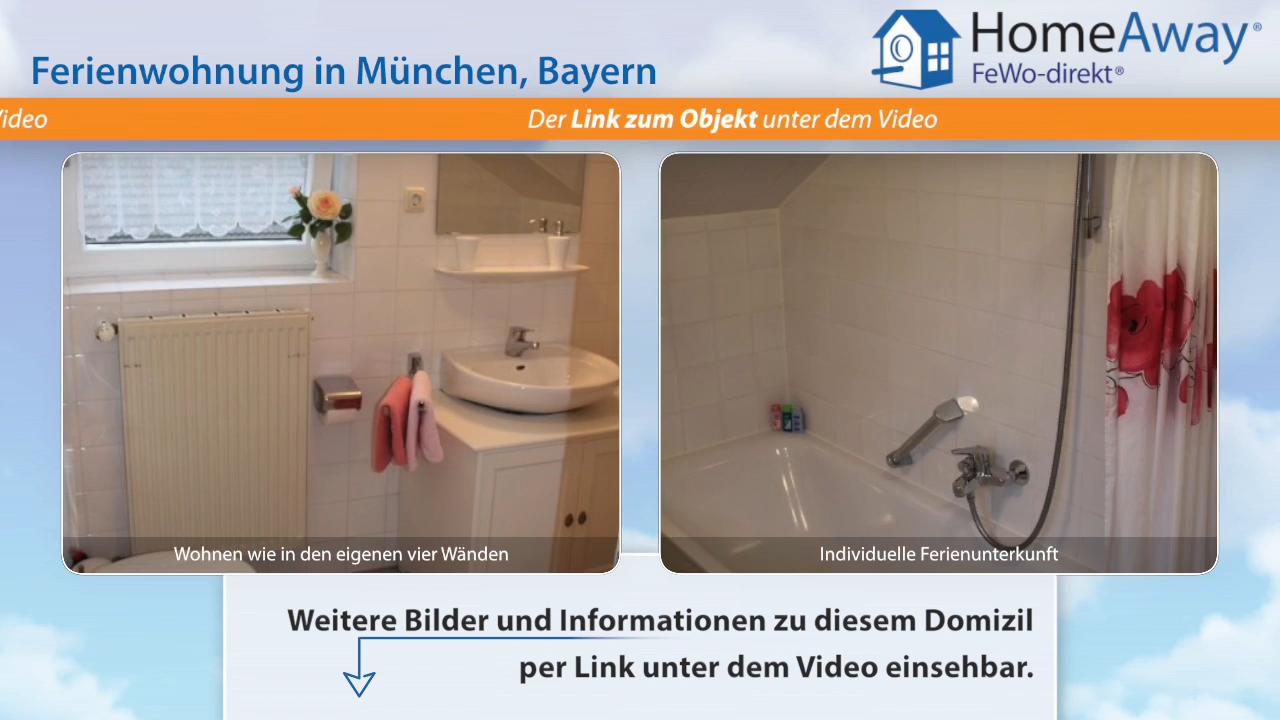 HomeAway®
FeWo-direkt®
Ferienwohnung in München, Bayern
Video
Der Link zum Objekt unter dem Video
Wohnen wie in den eigenen vier Wänden
Individuelle Ferienunterkunft
Weitere Bilder und Informationen zu diesem Domizil
per Link unter dem Video einsehbar.